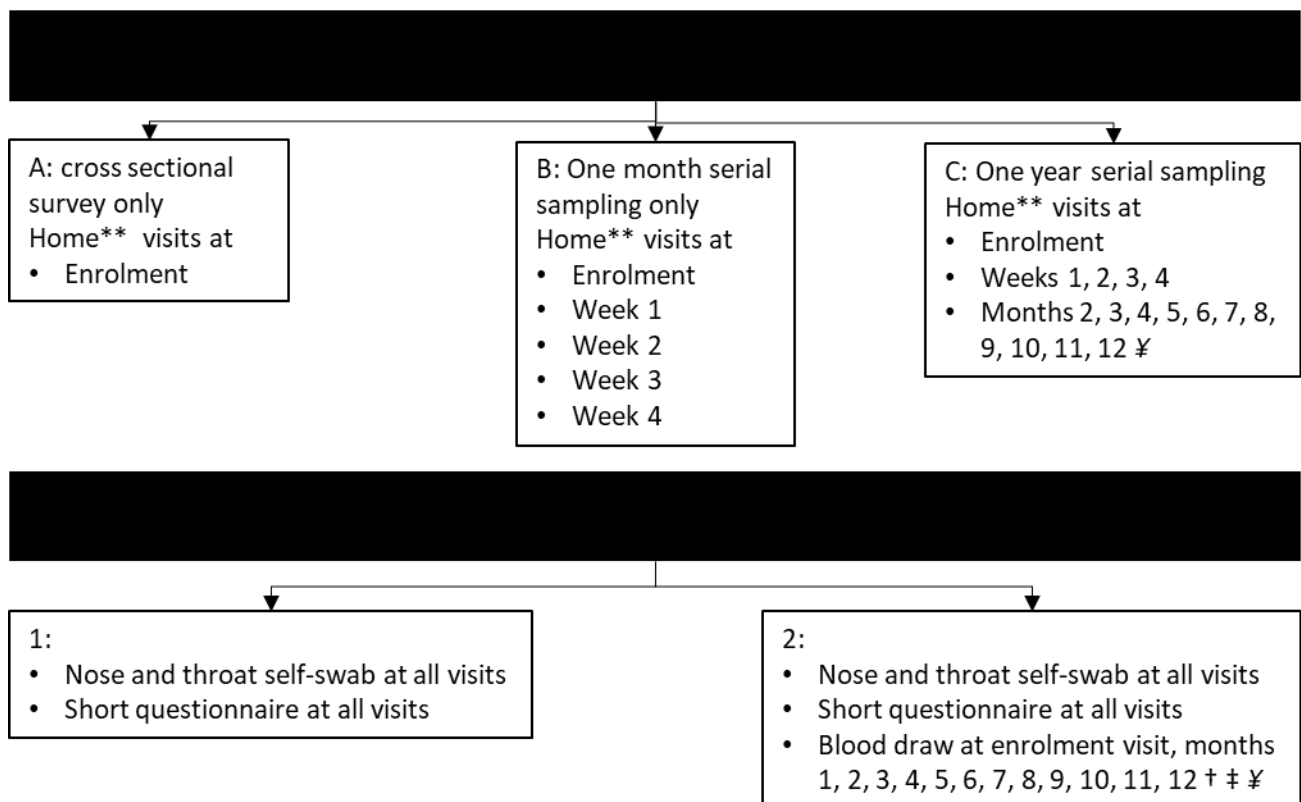 A: cross sectional
survey only
Home** visits at
• Enrolment
B: One month serial
sampling only
Home** visits at
• Enrolment
• Week 1
• Week 2
• Week 3
• Week 4
C: One year serial sampling
Home** visits at
• Enrolment
• Weeks 1, 2, 3, 4
• Months 2, 3, 4, 5, 6, 7, 8,
9, 10, 11, 12 ¥
1:
• Nose and throat self-swab at all visits
• Short questionnaire at all visits
2:
• Nose and throat self-swab at all visits
• Short questionnaire at all visits
• Blood draw at enrolment visit, months
1, 2, 3, 4, 5, 6, 7, 8, 9, 10, 11, 12 † ‡ ¥